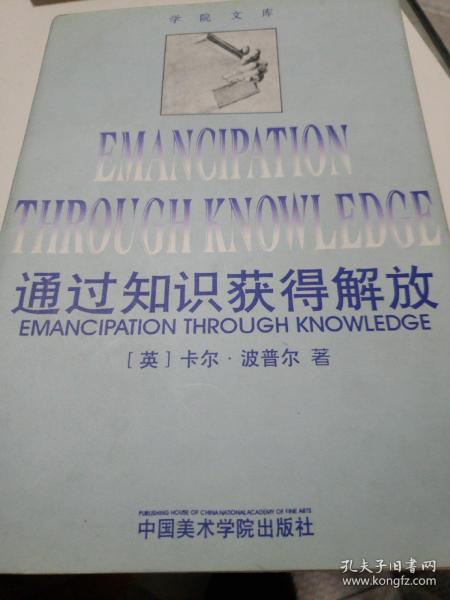 学院文库
EMANCIPATION
THROUGH KNOWLEDGE
通过知识获得解放
EMANCIPATION THROUGH KNOWLEDGE
[英]卡尔·波普尔 著
PUBLISHING HOUSE OF CHINA NATIONAL ACADEMY OF FINE ARTS
中国美术学院出版社
孔夫子旧书网
www.kongfz.com